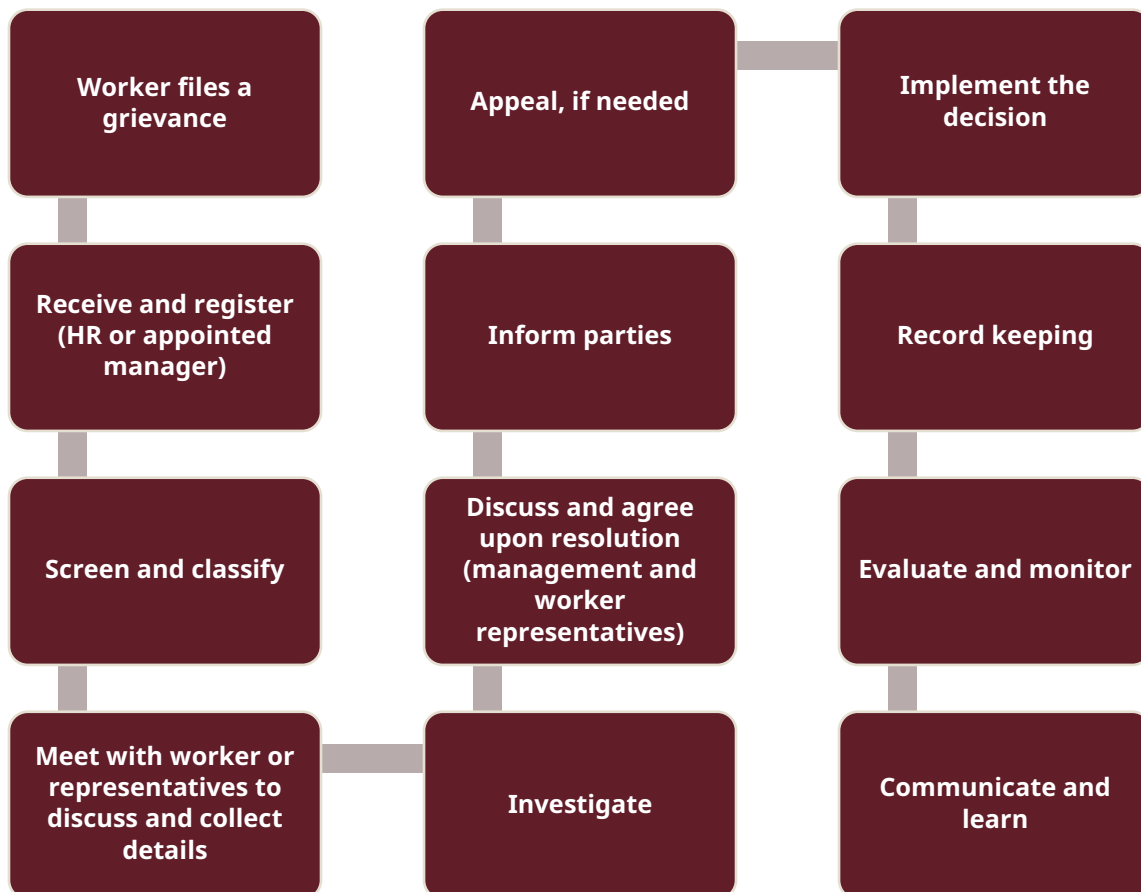 Worker files a
grievance
Receive and register
(HR or appointed
manager)
Screen and classify
Meet with worker or
representatives to
discuss and collect
details
Investigate
Discuss and agree
upon resolution
(management and
worker
representatives)
Inform parties
Appeal, if needed
Implement the
decision
Record keeping
Evaluate and monitor
Communicate and
learn